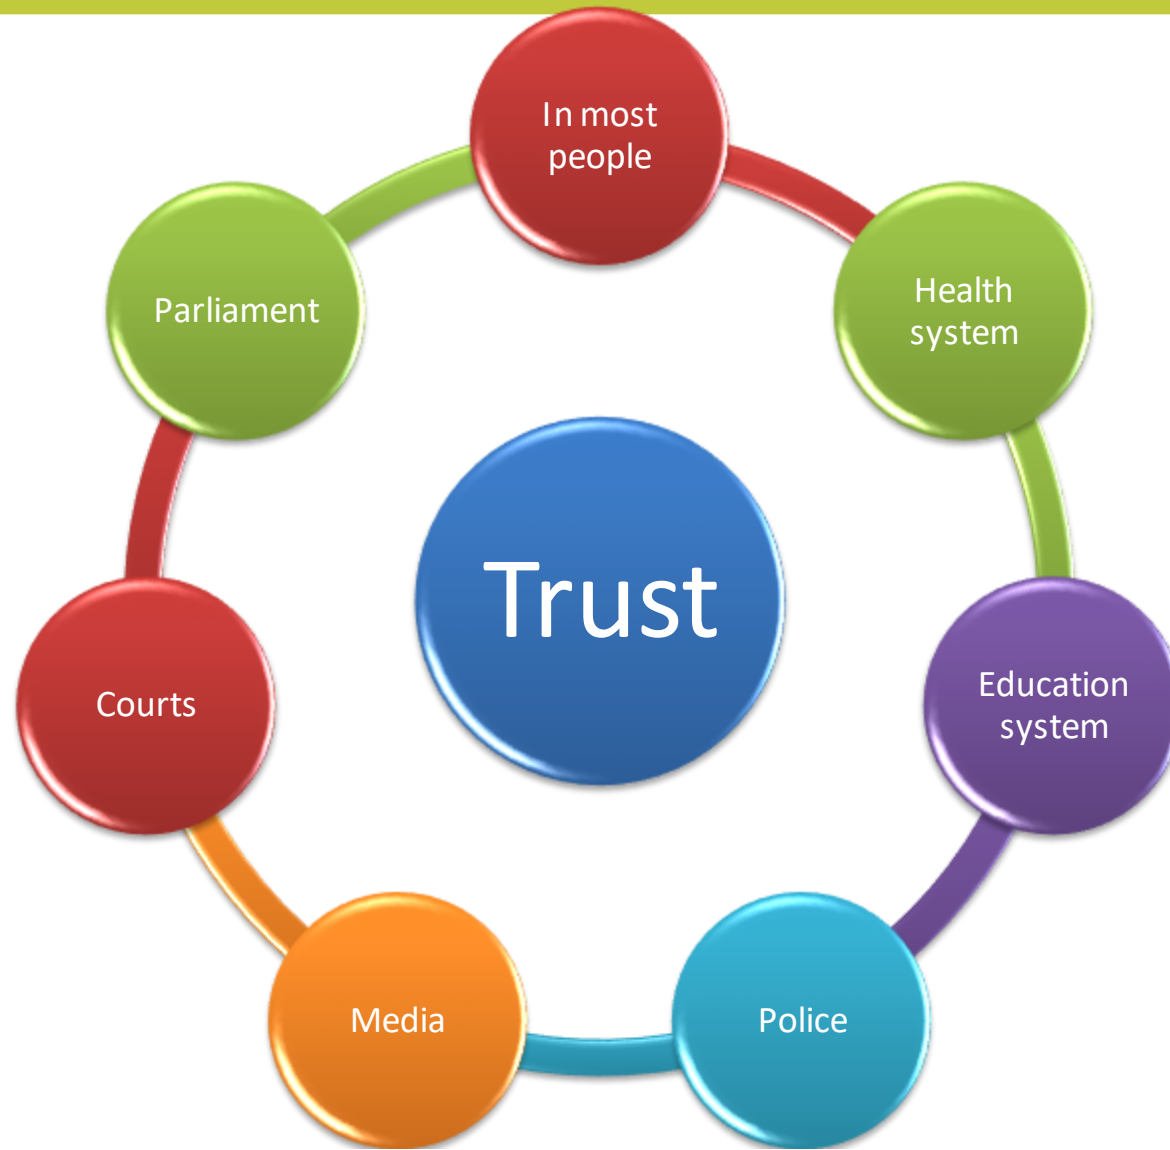 In most
people
Health
system
Education
system
Police
Media
Courts
Parliament
Trust